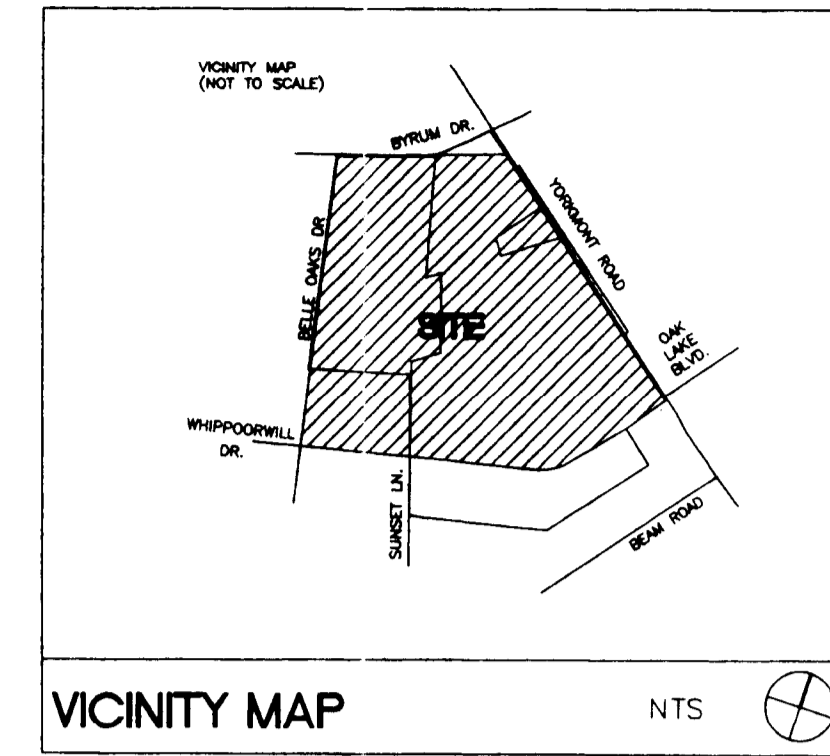 VICINITY MAP
(NOT TO SCALE)
BYRUM DR.
YORKMONT ROAD
BELLE OAKS DR
SITE
OAK
LAKE
BLVD.
WHIPPOORWILL
DR.
SUNSET LN.
BEAM ROAD
VICINITY MAP
NTS